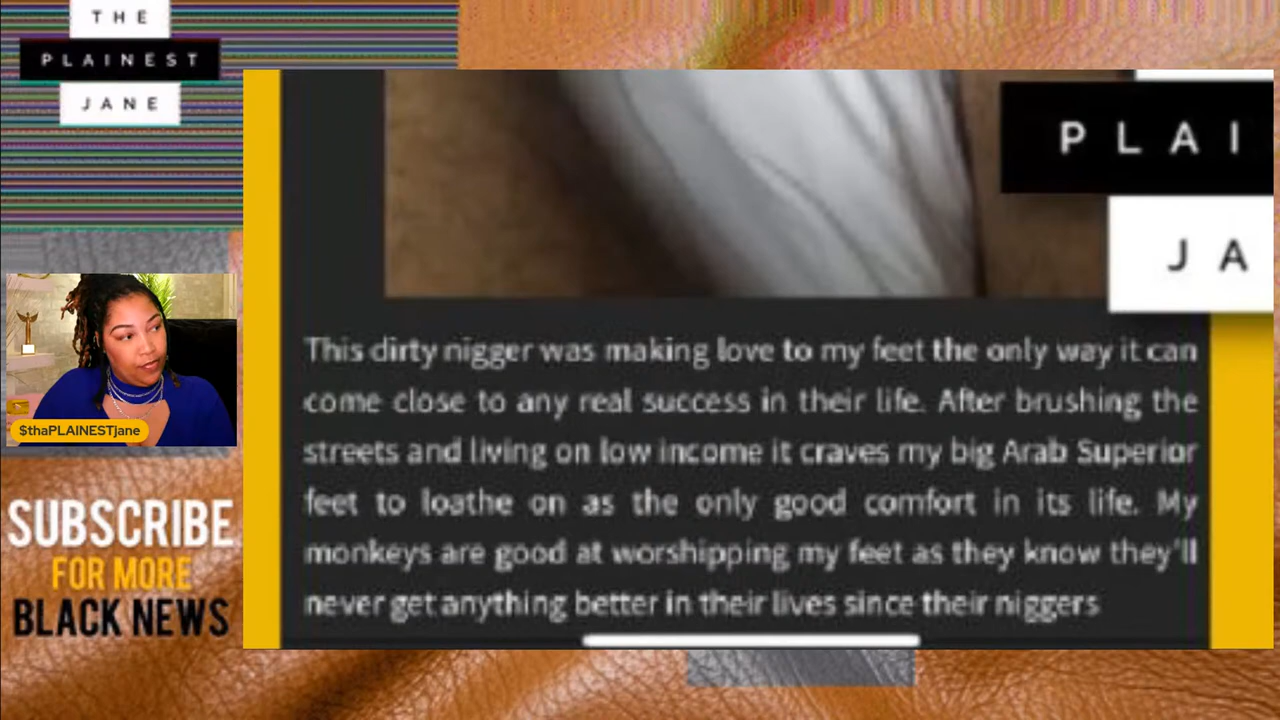 THE
PLAINEST
JANE
PLAI
JA
This dirty nigger was making love to my feet the only way it can
come close to any real success in their life. After brushing the
streets and living on low income it craves my big Arab Superior
feet to loathe on as the only good comfort in its life. My
monkeys are good at worshipping my feet as they know they'll
never get anything better in their lives since their niggers
$thaPLAINESTjane
SUBSCRIBE
FOR MORE
BLACK NEWS